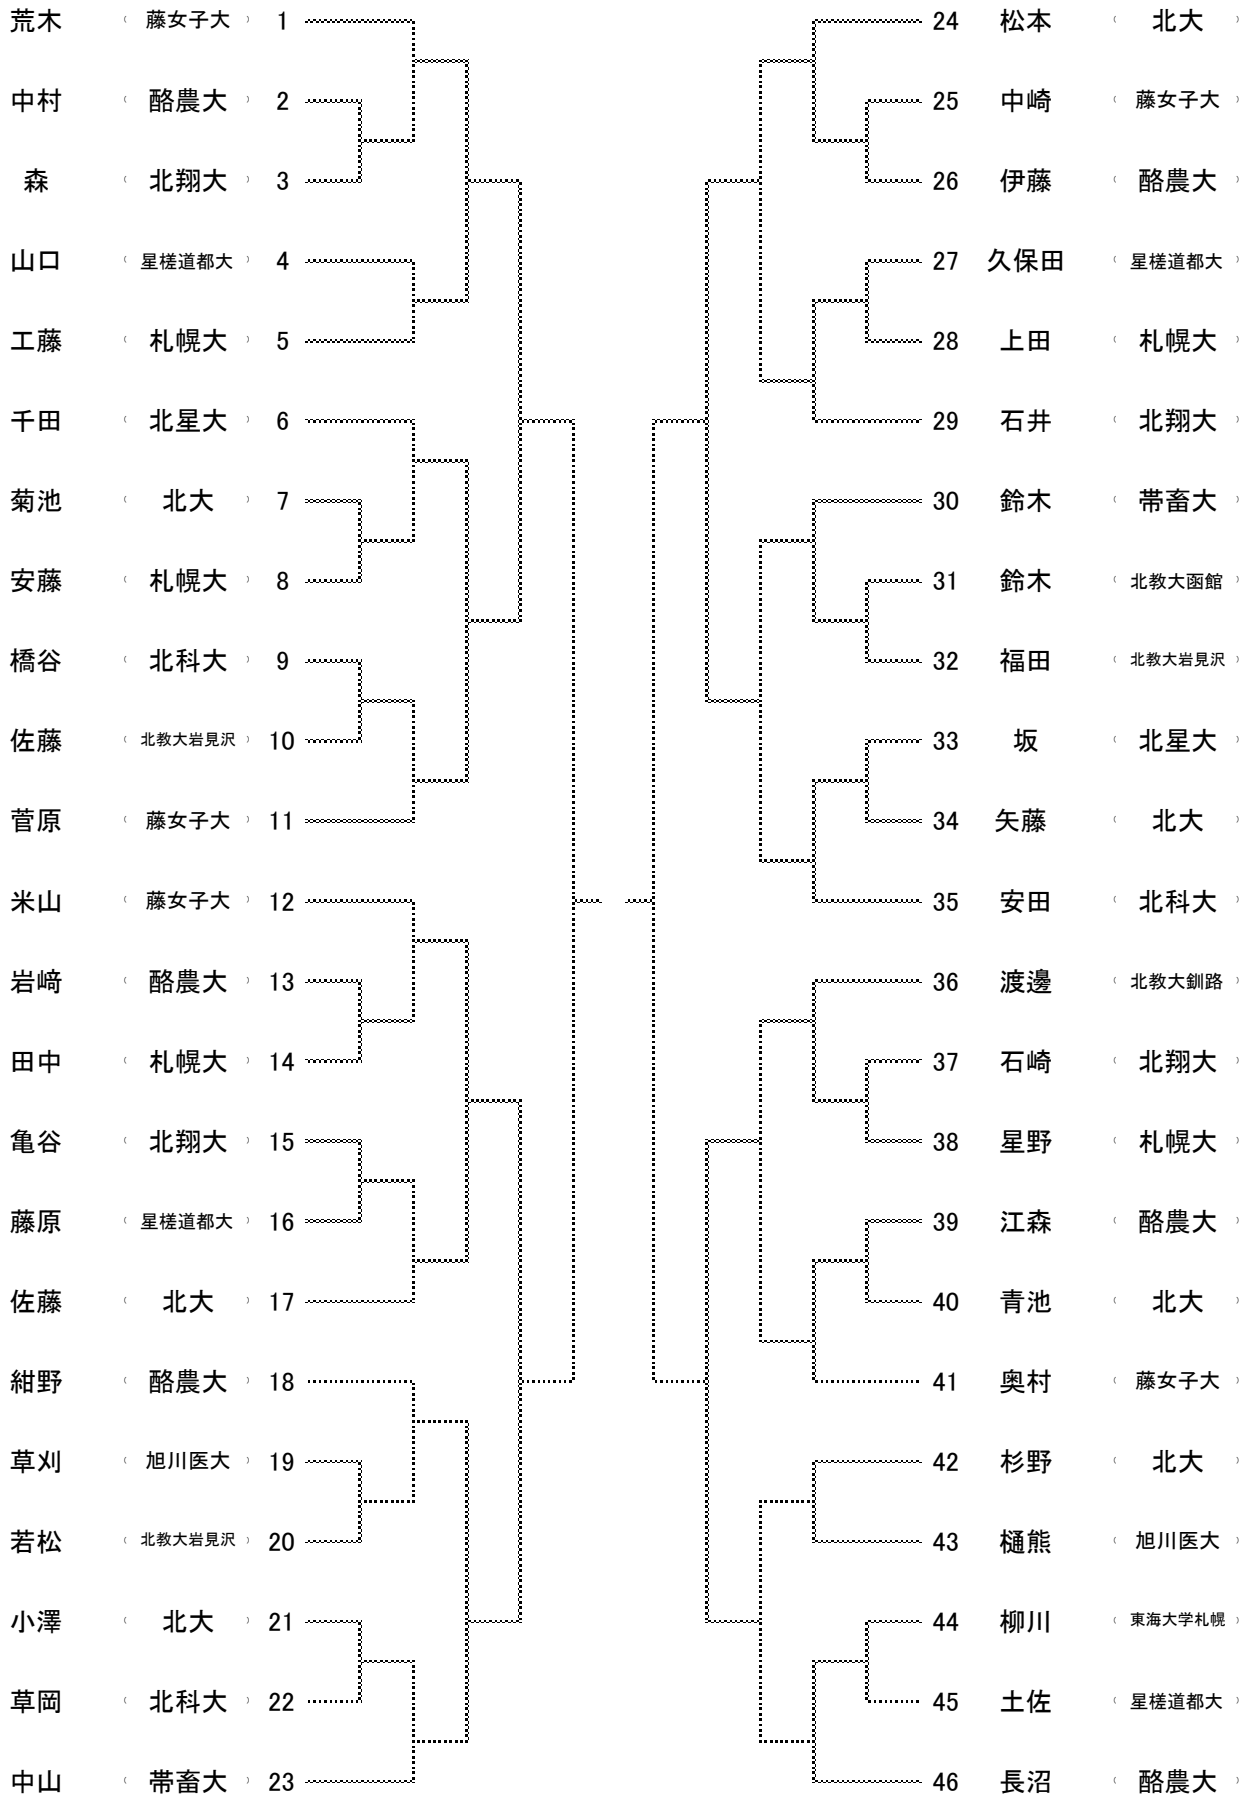 荒木 藤女子大 ) 1
中村 ( 酪農大 ) 2
森 ( 北翔大 ) 3
山口 ( 星槎道都大 ) 4
工藤 ( 札幌大 ) 5
千田 ( 北星大 ) 6
菊池 ( 北大 ) 7
安藤 ( 札幌大 ) 8
橋谷 ( 北科大 ) 9
佐藤 ( 北教大岩見沢 ) 10
菅原 ( 藤女子大 ) 11
米山 ( 藤女子大 ) 12
岩﨑 ( 酪農大 ) 13
田中 ( 札幌大 ) 14
亀谷 ( 北翔大 ) 15
藤原 ( 星槎道都大 ) 16
佐藤 ( 北大 ) 17
紺野 ( 酪農大 ) 18
草刈 ( 旭川医大 ) 19
若松 ( 北教大岩見沢 ) 20
小澤 ( 北大 ) 21
草岡 ( 北科大 ) 22
中山 ( 帯畜大 ) 23
24 松本 ( 北大 )
25 中崎 ( 藤女子大 )
26 伊藤 ( 酪農大 )
27 久保田 ( 星槎道都大 )
28 上田 ( 札幌大 )
29 石井 ( 北翔大 )
30 鈴木 ( 帯畜大 )
31 鈴木 ( 北教大函館 )
32 福田 ( 北教大岩見沢 )
33 坂 ( 北星大 )
34 矢藤 ( 北大 )
35 安田 ( 北科大 )
36 渡邊 ( 北教大釧路 )
37 石崎 ( 北翔大 )
38 星野 ( 札幌大 )
39 江森 ( 酪農大 )
40 青池 ( 北大 )
41 奥村 ( 藤女子大 )
42 杉野 ( 北大 )
43 樋熊 ( 旭川医大 )
44 柳川 ( 東海大学札幌 )
45 土佐 ( 星槎道都大 )
46 長沼 ( 酪農大 )